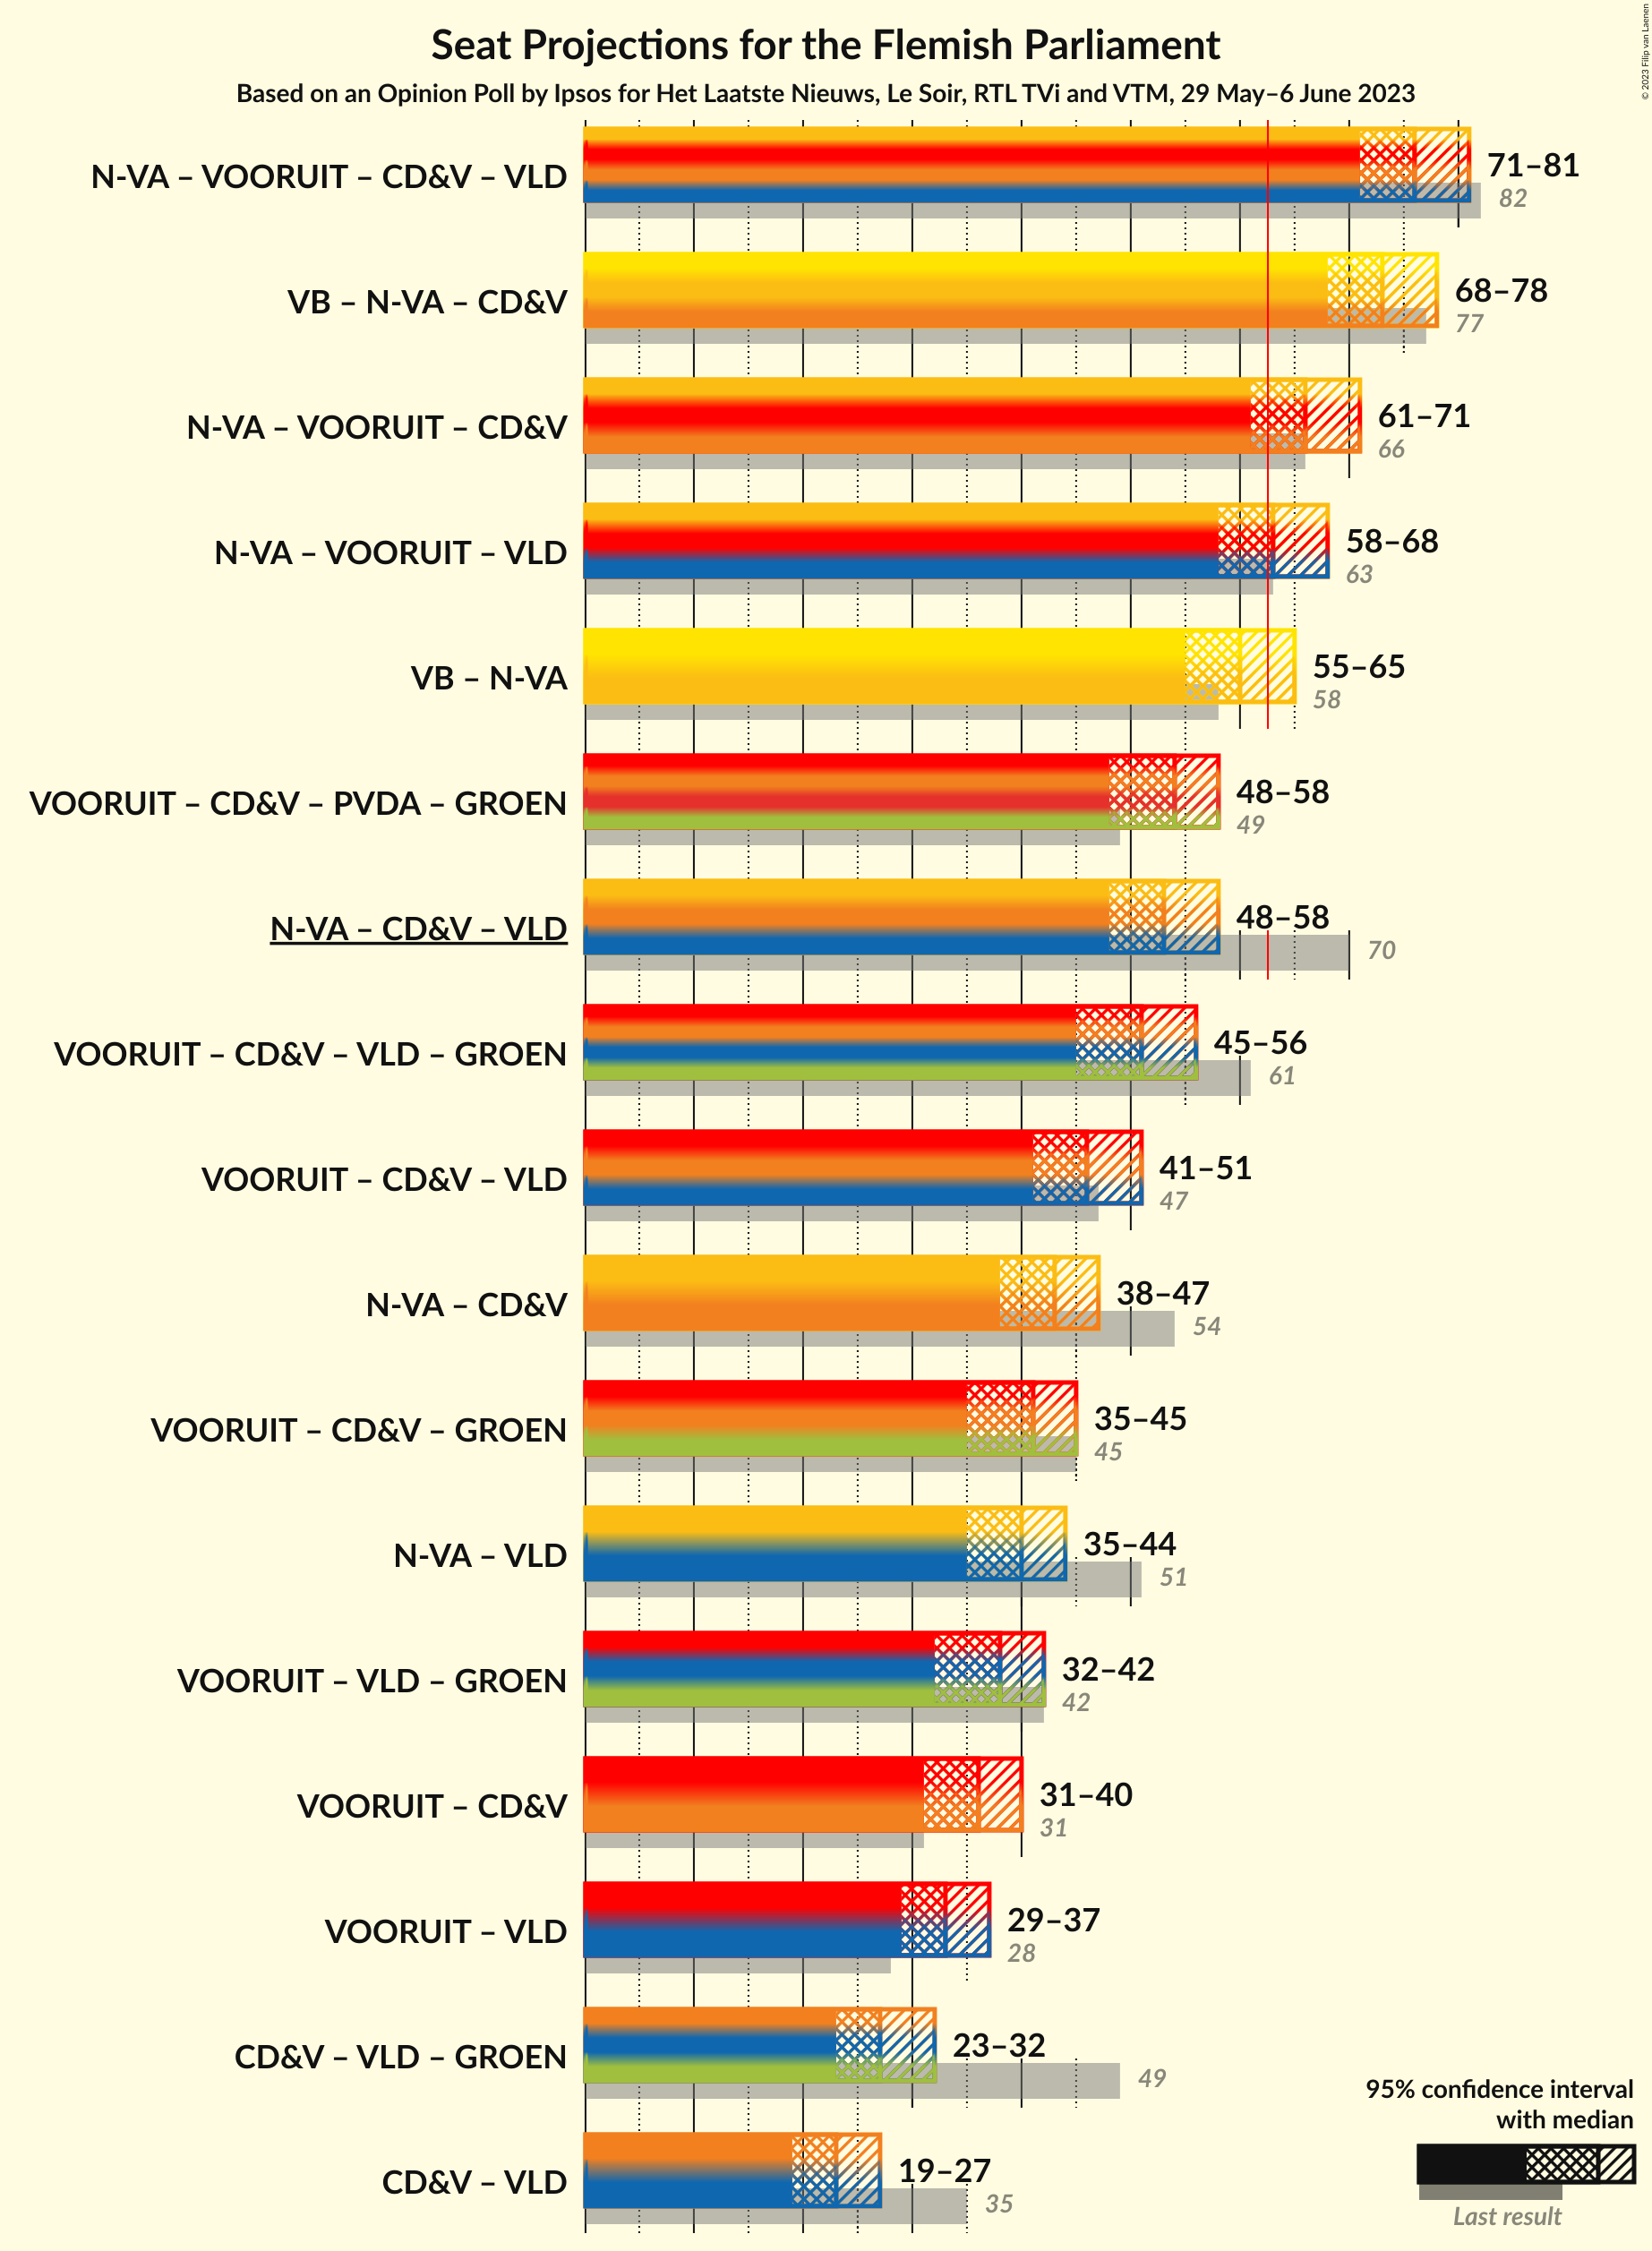 Seat Projections for the Flemish Parliament
Based on an Opinion Poll by Ipsos for Het Laatste Nieuws, Le Soir, RTL TVi and VTM, 29 May–6 June 2023
© 2023 Filip van Laenen
N-VA – VOORUIT – CD&V – VLD
71–81
82
VB – N-VA – CD&V
68–78
77
N-VA – VOORUIT – CD&V
61–71
66
N-VA – VOORUIT – VLD
58–68
63
VB – N-VA
55–65
58
VOORUIT – CD&V – PVDA – GROEN
48–58
49
N-VA – CD&V – VLD
48–58
70
VOORUIT – CD&V – VLD – GROEN
45–56
61
VOORUIT – CD&V – VLD
41–51
47
N-VA – CD&V
38–47
54
VOORUIT – CD&V – GROEN
35–45
45
N-VA – VLD
35–44
51
VOORUIT – VLD – GROEN
32–42
42
VOORUIT – CD&V
31–40
31
VOORUIT – VLD
29–37
28
CD&V – VLD – GROEN
23–32
49
CD&V – VLD
19–27
35
95% confidence interval
with median
Last result